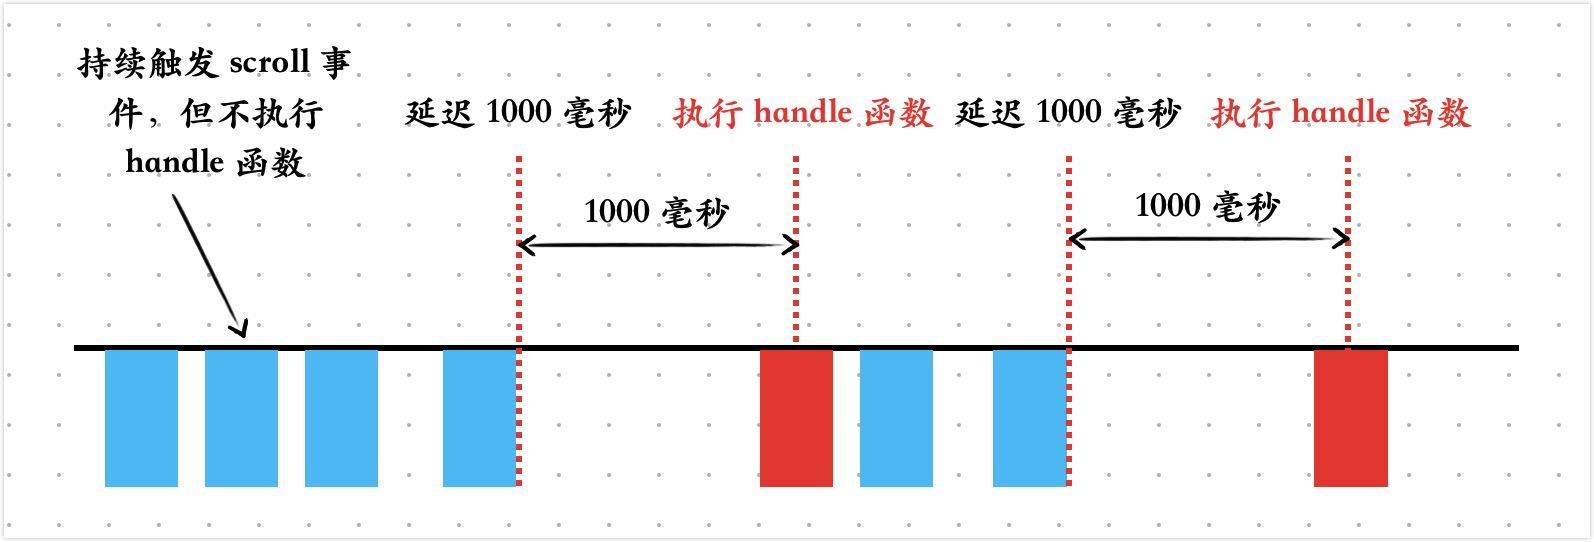 持续触发 scroll 事
件，但不执行
handle 函数
延迟 1000 毫秒
执行 handle 函数
延迟 1000 毫秒
执行 handle 函数
1000 毫秒
1000 毫秒